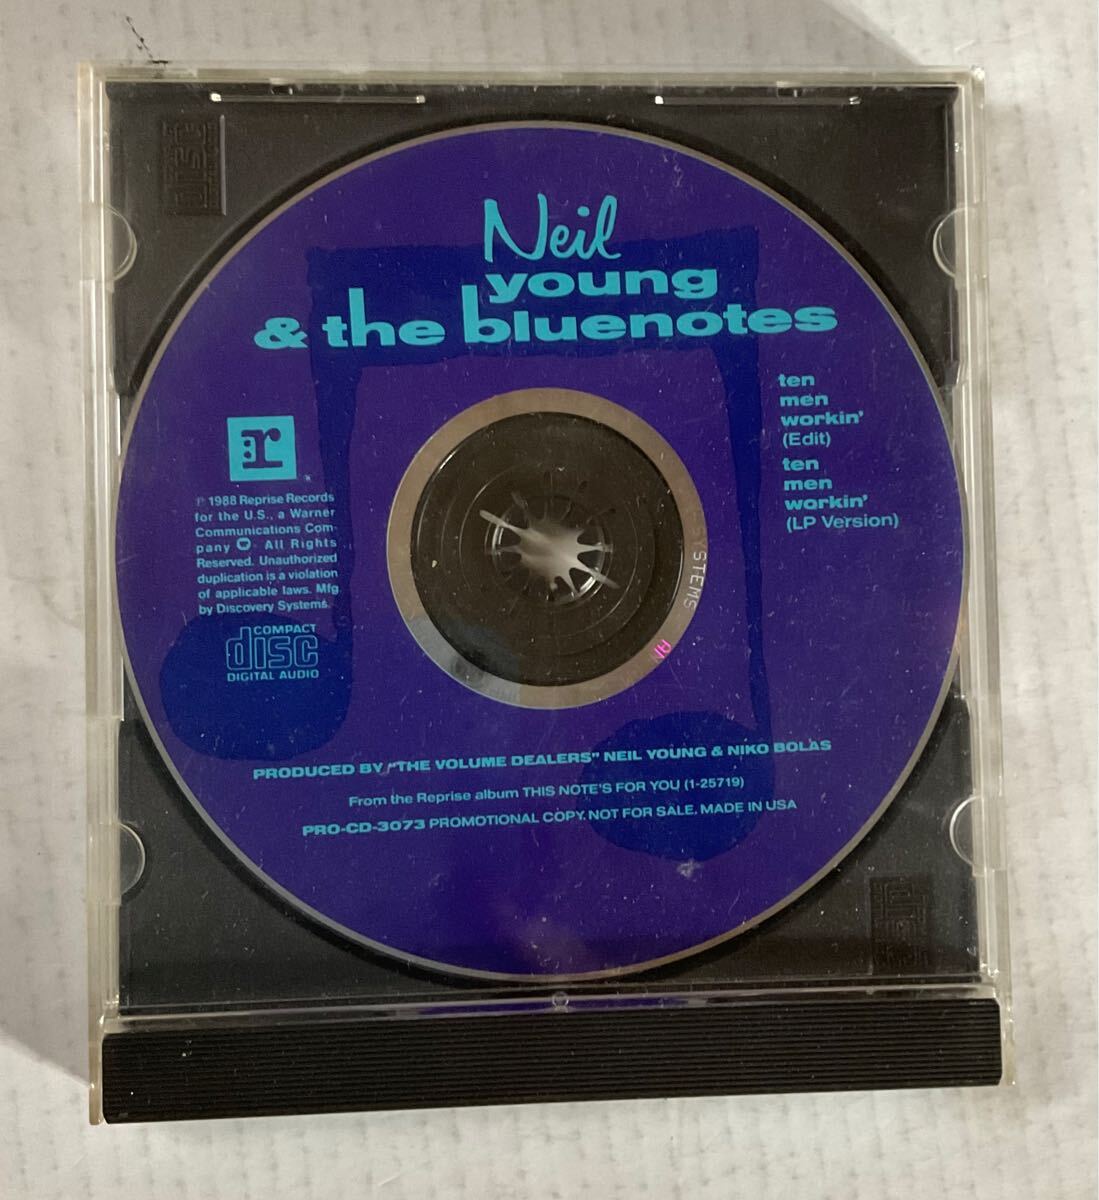 Neil
young
& the bluenotes
ten
men
workin'
(Edit)
ten
men
workin'
(LP Version)
r
℗ 1988 Reprise Records
for the U.S., a Warner
Communications Com-
pany. All Rights
Reserved. Unauthorized
duplication is a violation
of applicable laws. Mfg.
by Discovery Systems.
COMPACT
disc
DIGITAL AUDIO
SYSTEMS
PRODUCED BY "THE VOLUME DEALERS" NEIL YOUNG & NIKO BOLAS
From the Reprise album THIS NOTE'S FOR YOU (1-25719)
PRO-CD-3073 PROMOTIONAL COPY. NOT FOR SALE. MADE IN USA